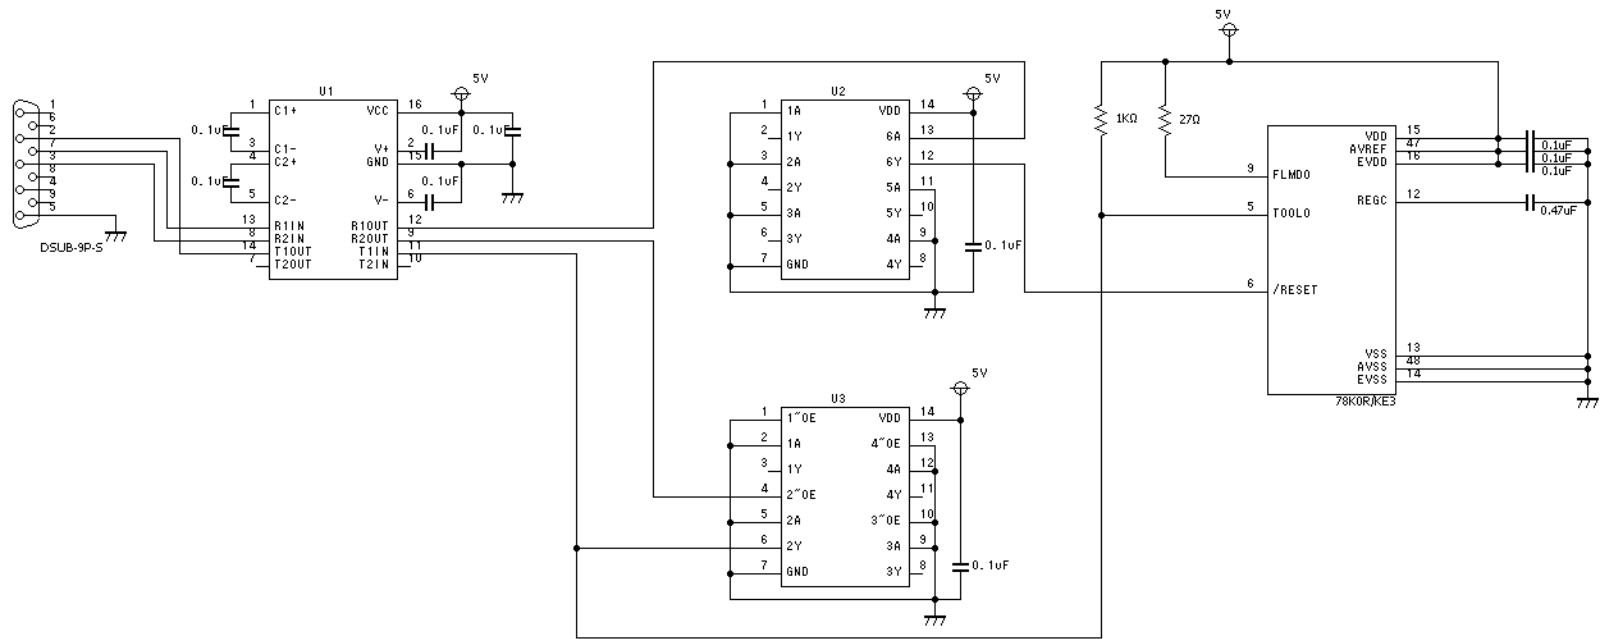 5V
1KΩ
27Ω
VDD 15
AVREF 47
EVDD 16
0.1uF
0.1uF
0.1uF
9 FLMD0
REGC 12
0.47uF
5 TOOL0
6 /RESET
VSS 13
AVSS 48
EVSS 14
78K0R/KE3
1
6
2
7
3
8
4
9
5
DSUB-9P-S
U1
5V
1 C1+ VCC 16
0.1uF
0.1uF
0.1uF
3 C1- V+ 2
4 C2+ GND 15
0.1uF
0.1uF
5 C2- V- 6
13 R1IN R1OUT 12
8 R2IN R2OUT 9
14 T1OUT T1IN 11
7 T2OUT T2IN 10
U2
5V
1 1A VDD 14
2 1Y 6A 13
3 2A 6Y 12
4 2Y 5A 11
5 3A 5Y 10
6 3Y 4A 9
0.1uF
7 GND 4Y 8
U3
5V
1 1~OE VDD 14
2 1A 4~OE 13
3 1Y 4A 12
4 2~OE 4Y 11
5 2A 3~OE 10
6 2Y 3A 9
7 GND 3Y 8
0.1uF